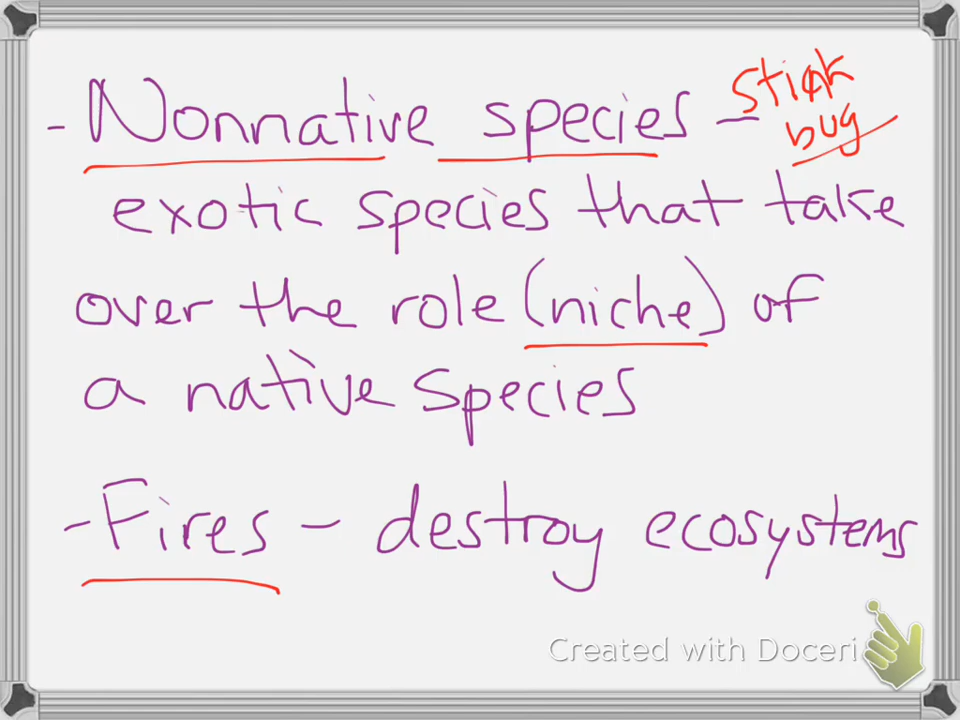 - Nonnative species - stink
bug
exotic species that take
over the role (niche) of
a native species
- Fires - destroy ecosystems
Created with Doceri